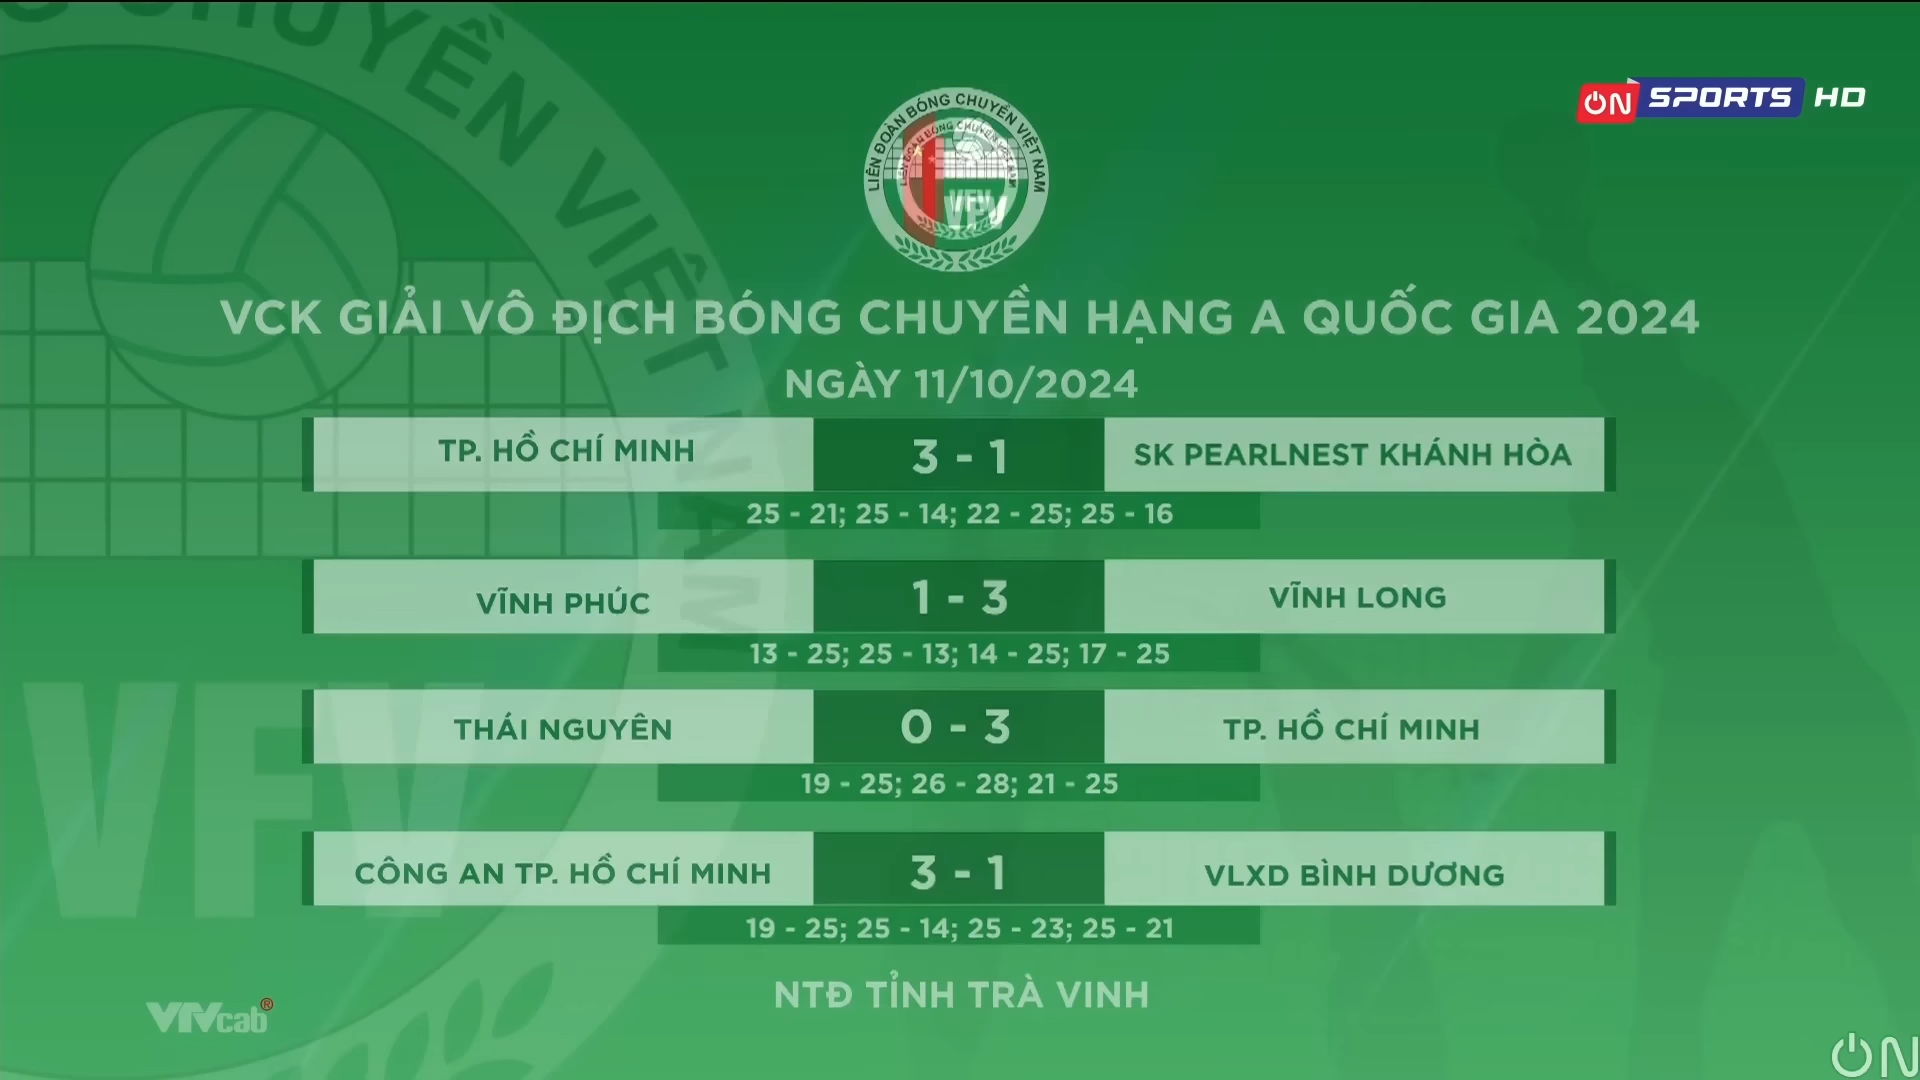 ON SPORTS HD
LIÊN ĐOÀN BÓNG CHUYỀN VIỆT NAM
VFV
VCK GIẢI VÔ ĐỊCH BÓNG CHUYỀN HẠNG A QUỐC GIA 2024
NGÀY 11/10/2024
TP. HỒ CHÍ MINH 3 - 1 SK PEARLNEST KHÁNH HÒA
25 - 21; 25 - 14; 22 - 25; 25 - 16
VĨNH PHÚC 1 - 3 VĨNH LONG
13 - 25; 25 - 13; 14 - 25; 17 - 25
THÁI NGUYÊN 0 - 3 TP. HỒ CHÍ MINH
19 - 25; 26 - 28; 21 - 25
CÔNG AN TP. HỒ CHÍ MINH 3 - 1 VLXD BÌNH DƯƠNG
19 - 25; 25 - 14; 25 - 23; 25 - 21
NTĐ TỈNH TRÀ VINH
VTVcab®
ON
CHUYỀN VIỆT NAM
VFV